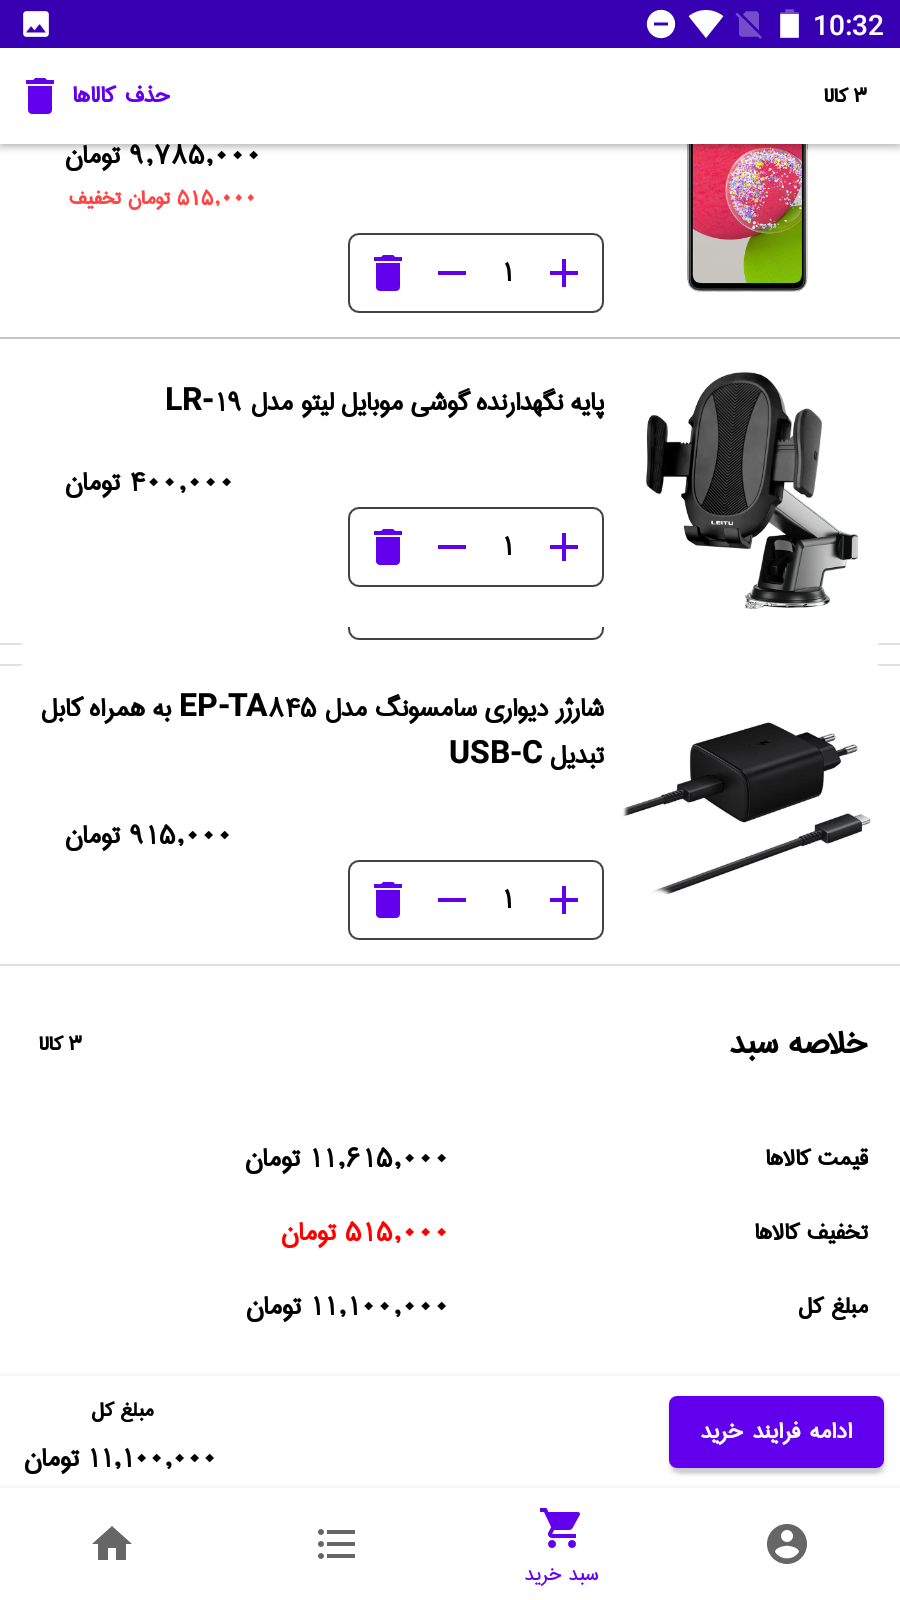 10:32
۳ کالا
حذف کالاها
۹,۷۸۵,۰۰۰ تومان
۵۱۵,۰۰۰ تومان تخفیف
۱
پایه نگهدارنده گوشی موبایل لیتو مدل LR-۱۹
۴۰۰,۰۰۰ تومان
LEITU
۱
شارژر دیواری سامسونگ مدل EP-TA۸۴۵ به همراه کابل
تبدیل USB-C
۹۱۵,۰۰۰ تومان
۱
خلاصه سبد
۳ کالا
قیمت کالاها
۱۱,۶۱۵,۰۰۰ تومان
تخفیف کالاها
۵۱۵,۰۰۰ تومان
مبلغ کل
۱۱,۱۰۰,۰۰۰ تومان
ادامه فرایند خرید
مبلغ کل
۱۱,۱۰۰,۰۰۰ تومان
سبد خرید